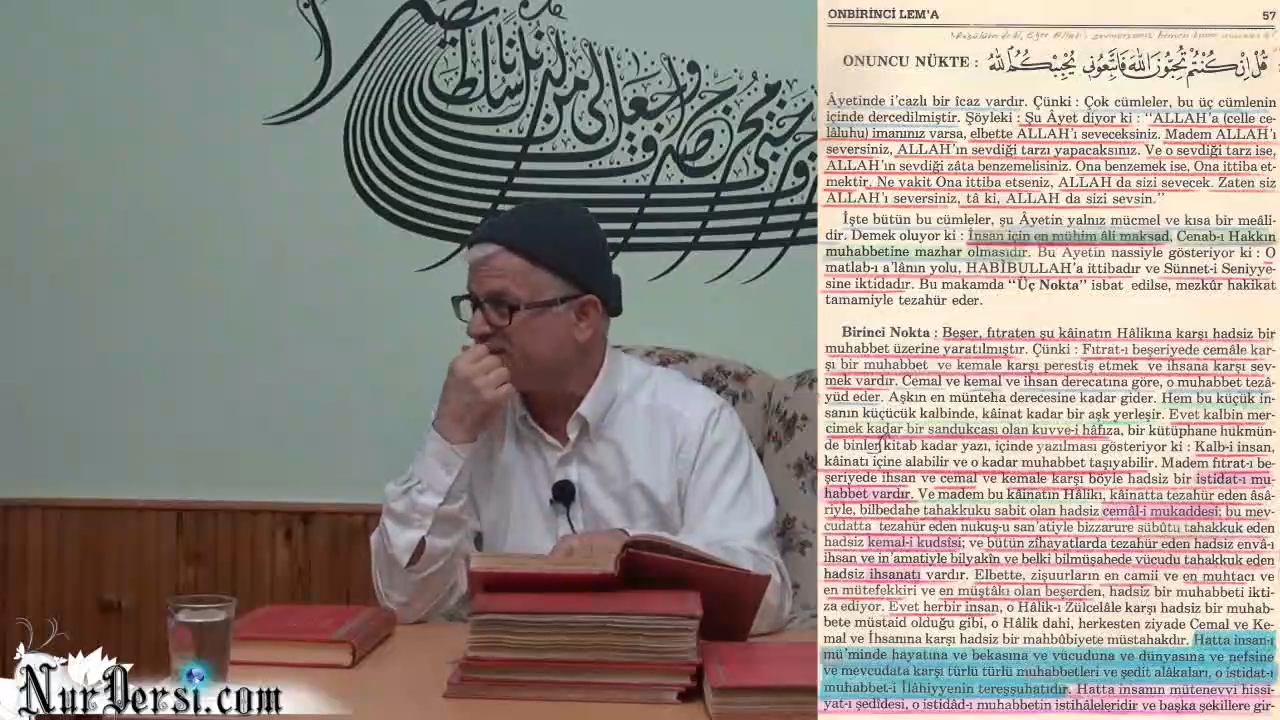 ONBİRİNCİ LEM'A 57
ONUNCU NÜKTE : قُلْ اِنْ كُنْتُمْ تُحِبُّونَ اللّٰهَ فَاتَّبِعُونِى يُحْبِبْكُمُ اللّٰهُ
Âyetinde i'cazlı bir îcaz vardır. Çünki : Çok cümleler, bu üç cümlenin
içinde dercedilmiştir. Şöyleki : Şu Âyet diyor ki : "ALLAH'a (celle ce-
lâluhu) imanınız varsa, elbette ALLAH'ı seveceksiniz. Madem ALLAH'ı
seversiniz, ALLAH'ın sevdiği tarzı yapacaksınız. Ve o sevdiği tarz ise,
ALLAH'ın sevdiği zâta benzemelisiniz. Ona benzemek ise, Ona ittiba et-
mektir. Ne vakit Ona ittiba etseniz, ALLAH da sizi sevecek. Zaten siz
ALLAH'ı seversiniz, tâ ki, ALLAH da sizi sevsin."
İşte bütün bu cümleler, şu Âyetin yalnız mücmel ve kısa bir meâli-
dir. Demek oluyor ki : İnsan için en mühim âli maksad, Cenab-ı Hakkın
muhabbetine mazhar olmasıdır. Bu Âyetin nassiyle gösteriyor ki : O
matlab-ı a'lânın yolu, HABİBULLAH'a ittibadır ve Sünnet-i Seniyye-
sine iktidadır. Bu makamda "Üç Nokta" isbat edilse, mezkûr hakikat
tamamiyle tezahür eder.
Birinci Nokta : Beşer, fıtraten şu kâinatın Hâlikına karşı hadsiz bir
muhabbet üzerine yaratılmıştır. Çünki : Fıtrat-ı beşeriyede cemâle kar-
şı bir muhabbet ve kemale karşı perestiş etmek ve ihsana karşı sev-
mek vardır. Cemal ve kemal ve ihsan derecatına göre, o muhabbet tezâ-
yüd eder. Aşkın en münteha derecesine kadar gider. Hem bu küçük in-
sanın küçücük kalbinde, kâinat kadar bir aşk yerleşir. Evet kalbin mer-
cimek kadar bir sandukcası olan kuvve-i hâfıza, bir kütüphane hükmün-
de binler kitab kadar yazı, içinde yazılması gösteriyor ki : Kalb-i insan,
kâinatı içine alabilir ve o kadar muhabbet taşıyabilir. Madem fıtrat-ı be-
şeriyede ihsan ve cemal ve kemale karşı böyle hadsiz bir istidat-ı mu-
habbet vardır. Ve madem bu kâinatın Hâlikı, kâinatta tezahür eden âsâ-
riyle, bilbedahe tahakkuku sabit olan hadsiz cemâl-i mukaddesi; bu mev-
cudatta tezahür eden nukuş-u san'atiyle bizzarure sübûtu tahakkuk eden
hadsiz kemal-i kudsîsi; ve bütün zîhayatlarda tezahür eden hadsiz envâ-i
ihsan ve in'amatiyle bilyakîn ve belki bilmüşahede vücudu tahakkuk eden
hadsiz ihsanatı vardır. Elbette, zişuurların en camii ve en muhtacı ve
en mütefekkiri ve en müştâkı olan beşerden, hadsiz bir muhabbeti ikti-
za ediyor. Evet herbir insan, o Hâlik-ı Zülcelâle karşı hadsiz bir muhab-
bete müstaid olduğu gibi, o Hâlik dahi, herkesten ziyade Cemal ve Ke-
mal ve İhsanına karşı hadsiz bir mahbûbiyete müstahakdır. Hatta insan-ı
mü'minde hayatına ve bekasına ve vücuduna ve dünyasına ve nefsine
ve mevcudata karşı türlü türlü muhabbetleri ve şedit alâkaları, o istidat-ı
muhabbet-i İlâhiyyenin tereşşuhatıdır. Hatta insanın mütenevvi hissi-
yat-ı şedîdesi, o istidâd-ı muhabbetin istihâleleridir ve başka şekillere gir-
NurDersi.com